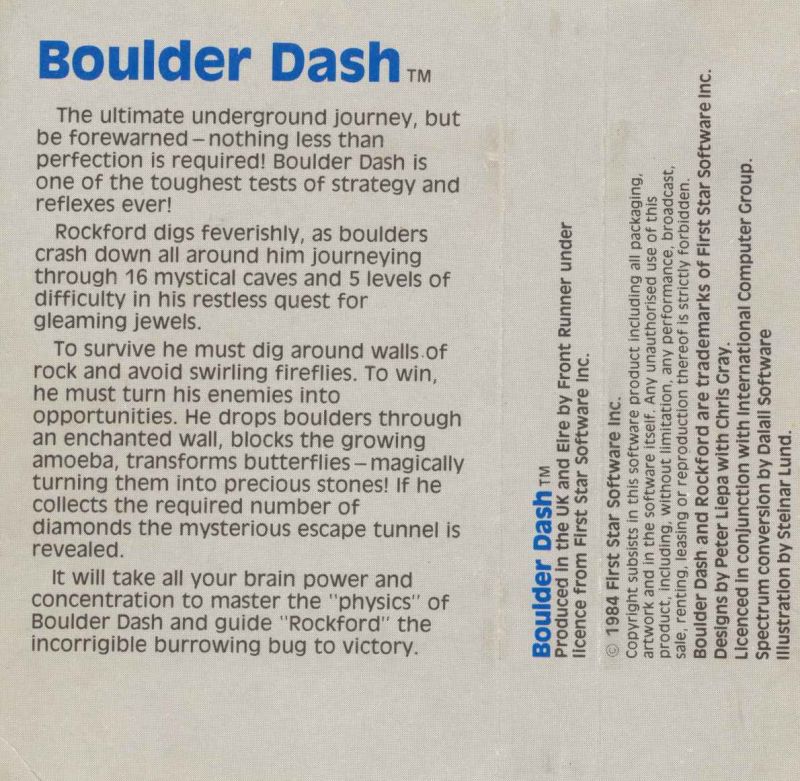 Boulder Dash™
The ultimate underground journey, but
be forewarned – nothing less than
perfection is required! Boulder Dash is
one of the toughest tests of strategy and
reflexes ever!
Rockford digs feverishly, as boulders
crash down all around him journeying
through 16 mystical caves and 5 levels of
difficulty in his restless quest for
gleaming jewels.
To survive he must dig around walls of
rock and avoid swirling fireflies. To win,
he must turn his enemies into
opportunities. He drops boulders through
an enchanted wall, blocks the growing
amoeba, transforms butterflies – magically
turning them into precious stones! If he
collects the required number of
diamonds the mysterious escape tunnel is
revealed.
It will take all your brain power and
concentration to master the "physics" of
Boulder Dash and guide "Rockford" the
incorrigible burrowing bug to victory.
Boulder Dash™
Produced in the UK and Eire by Front Runner under
licence from First Star Software Inc.
© 1984 First Star Software Inc.
Copyright subsists in this software product including all packaging,
artwork and in the software itself. Any unauthorised use of this
product, including, without limitation, any performance, broadcast,
sale, renting, leasing or reproduction thereof is strictly forbidden.
Boulder Dash and Rockford are trademarks of First Star Software Inc.
Designs by Peter Liepa with Chris Gray.
Licenced in conjunction with International Computer Group.
Spectrum conversion by Dalali Software
Illustration by Steinar Lund.